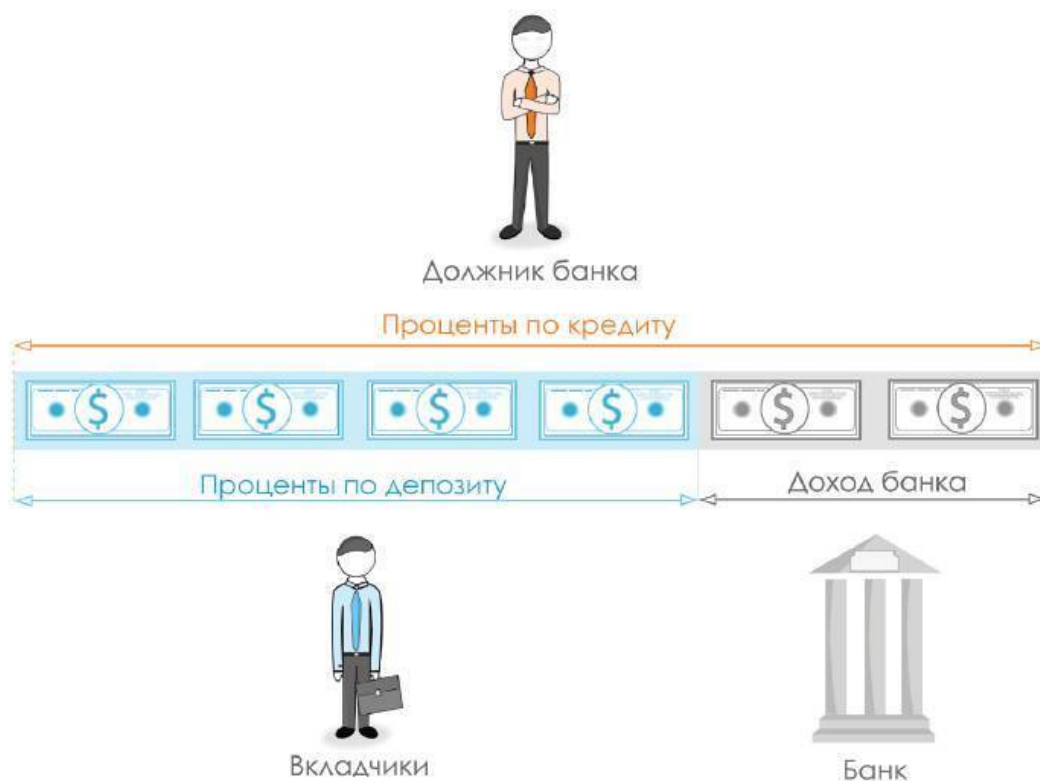 Должник банка
Проценты по кредиту
$ $ $ $ $ $
Проценты по депозиту
Доход банка
Вкладчики
Банк